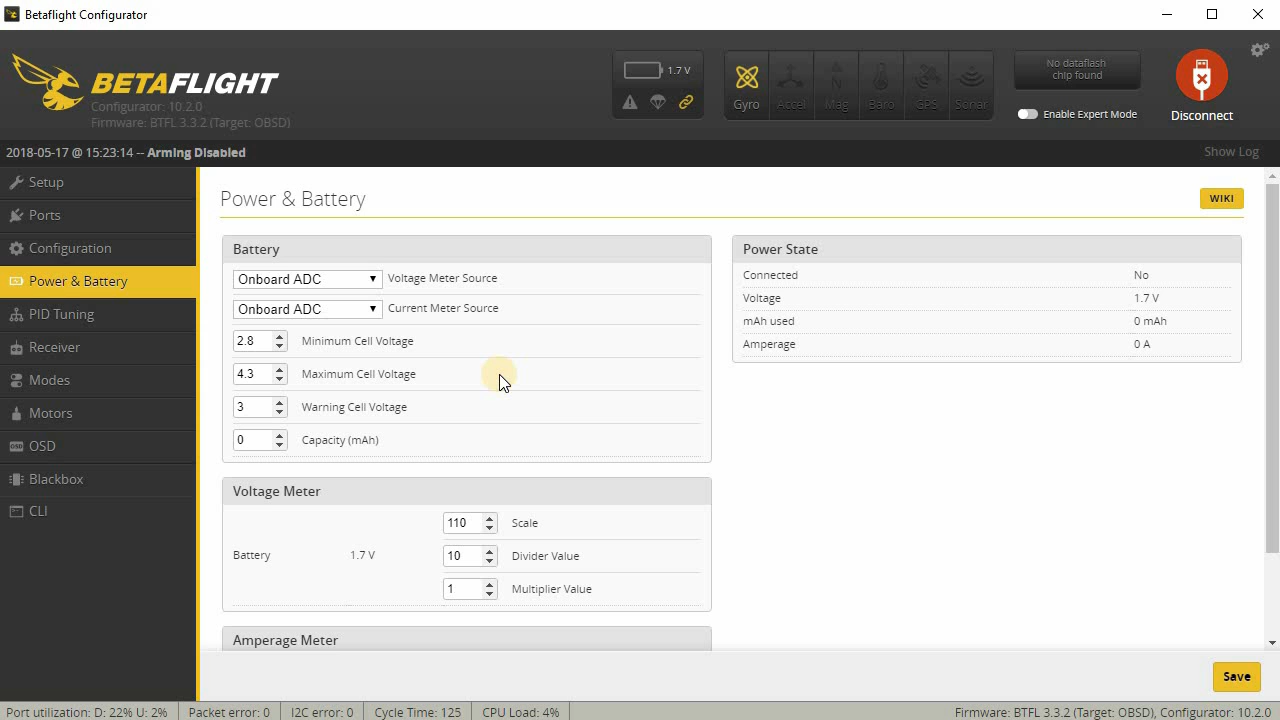 Betaflight Configurator
BETAFLIGHT
Configurator: 10.2.0
Firmware: BTFL 3.3.2 (Target: OBSD)
1.7 V
Gyro
Accel
Mag
Baro
GPS
Sonar
No dataflash
chip found
Enable Expert Mode
Disconnect
2018-05-17 @ 15:23:14 -- Arming Disabled
Show Log
Setup
Ports
Configuration
Power & Battery
PID Tuning
Receiver
Modes
Motors
OSD OSD
Blackbox
CLI
Power & Battery
WIKI
Battery
Onboard ADC Voltage Meter Source
Onboard ADC Current Meter Source
2.8 Minimum Cell Voltage
4.3 Maximum Cell Voltage
3 Warning Cell Voltage
0 Capacity (mAh)
Power State
Connected No
Voltage 1.7 V
mAh used 0 mAh
Amperage 0 A
Voltage Meter
Battery 1.7 V
110 Scale
10 Divider Value
1 Multiplier Value
Amperage Meter
Save
Port utilization: D: 22% U: 2% Packet error: 0 I2C error: 0 Cycle Time: 125 CPU Load: 4% Firmware: BTFL 3.3.2 (Target: OBSD), Configurator: 10.2.0